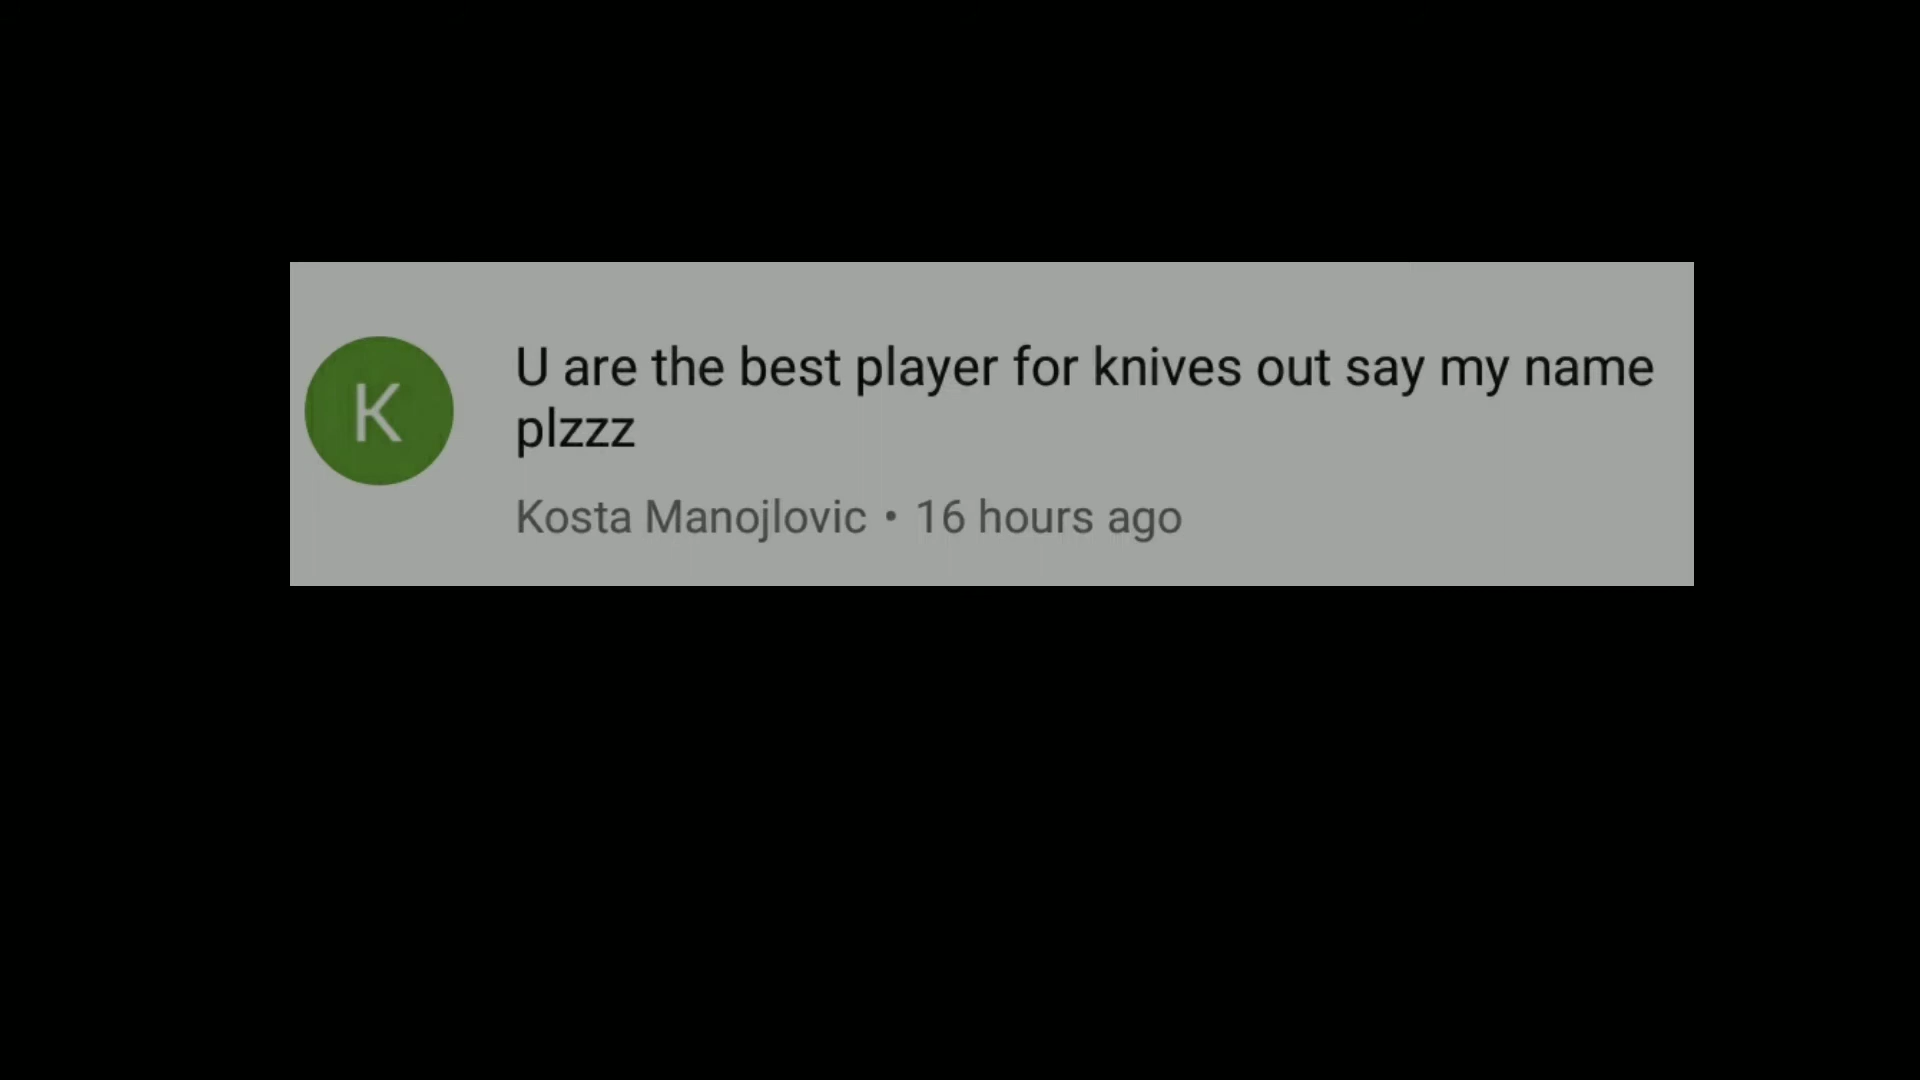 K
U are the best player for knives out say my name
plzzz
Kosta Manojlovic • 16 hours ago